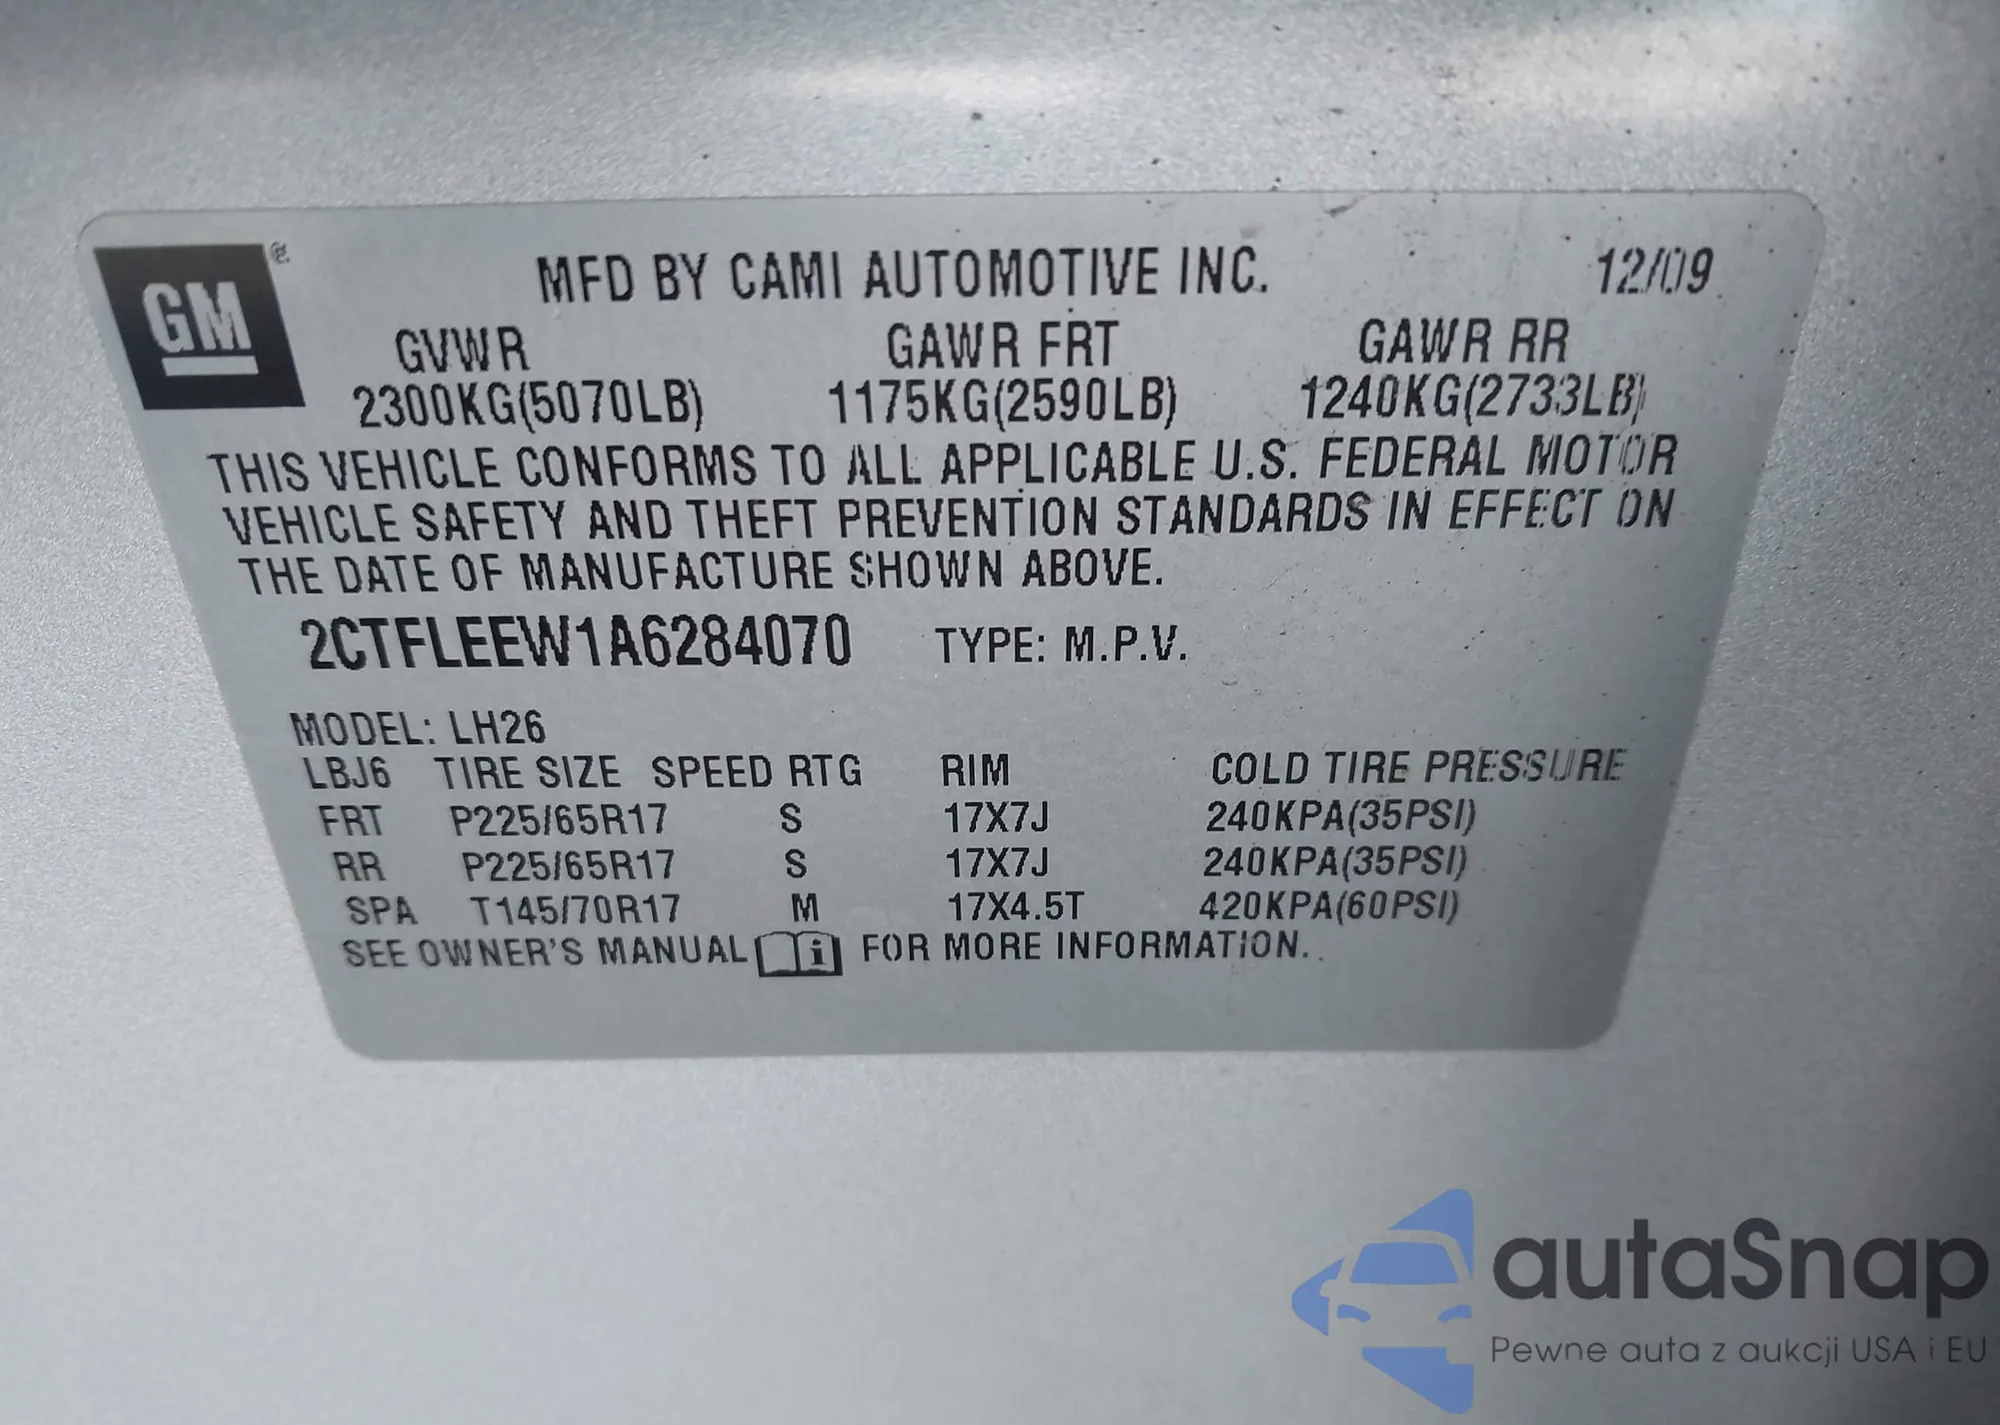 GM ®
MFD BY CAMI AUTOMOTIVE INC. 12/09
GVWR GAWR FRT GAWR RR
2300KG(5070LB) 1175KG(2590LB) 1240KG(2733LB)
THIS VEHICLE CONFORMS TO ALL APPLICABLE U.S. FEDERAL MOTOR
VEHICLE SAFETY AND THEFT PREVENTION STANDARDS IN EFFECT ON
THE DATE OF MANUFACTURE SHOWN ABOVE.
2CTFLEEW1A6284070 TYPE: M.P.V.
MODEL: LH26
LBJ6 TIRE SIZE SPEED RTG RIM COLD TIRE PRESSURE
FRT P225/65R17 S 17X7J 240KPA(35PSI)
RR P225/65R17 S 17X7J 240KPA(35PSI)
SPA T145/70R17 M 17X4.5T 420KPA(60PSI)
SEE OWNER'S MANUAL i FOR MORE INFORMATION.
autaSnap
Pewne auta z aukcji USA i EU